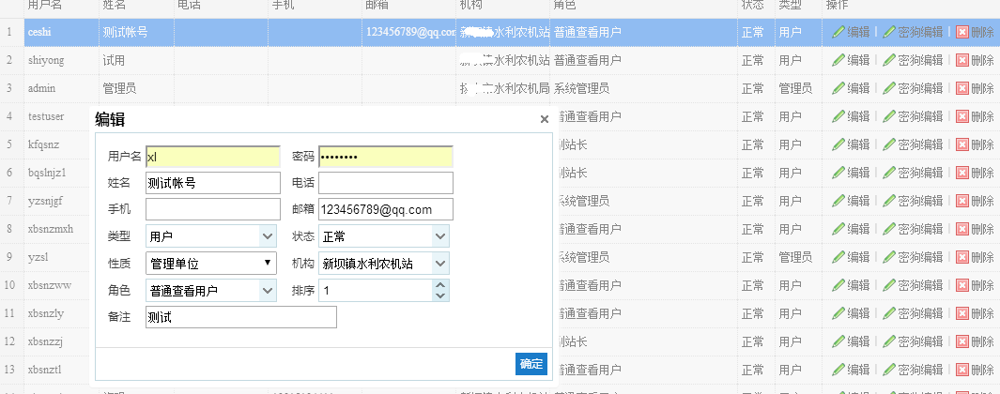 用户名 姓名 电话 手机 邮箱 机构 角色 状态 类型 操作
1 ceshi 测试帐号 123456789@qq.com 水利农机站 普通查看用户 正常 用户 编辑 密狗编辑 删除
2 shiyong 试用 水利农机站 普通查看用户 正常 用户 编辑 密狗编辑 删除
3 admin 管理员 市水利农机局 系统管理员 正常 管理员 编辑 密狗编辑 删除
4 testuser 普通查看用户 正常 用户 编辑 密狗编辑 删除
5 kfqsnz 站长 正常 用户 编辑 密狗编辑 删除
6 bqslnjz1 站长 正常 用户 编辑 密狗编辑 删除
7 yzsnjgf 系统管理员 正常 用户 编辑 密狗编辑 删除
8 xbsnzmxh 普通查看用户 正常 用户 编辑 密狗编辑 删除
9 yzsl 系统管理员 正常 管理员 编辑 密狗编辑 删除
10 xbsnzww 普通查看用户 正常 用户 编辑 密狗编辑 删除
11 xbsnzly 普通查看用户 正常 用户 编辑 密狗编辑 删除
12 xbsnzzj 站长 正常 用户 编辑 密狗编辑 删除
13 xbsnztl 普通查看用户 正常 用户 编辑 密狗编辑 删除
编辑
用户名 xl 密码 ••••••••
姓名 测试帐号 电话
手机 邮箱 123456789@qq.com
类型 用户 状态 正常
性质 管理单位 机构 新坝镇水利农机站
角色 普通查看用户 排序 1
备注 测试
确定